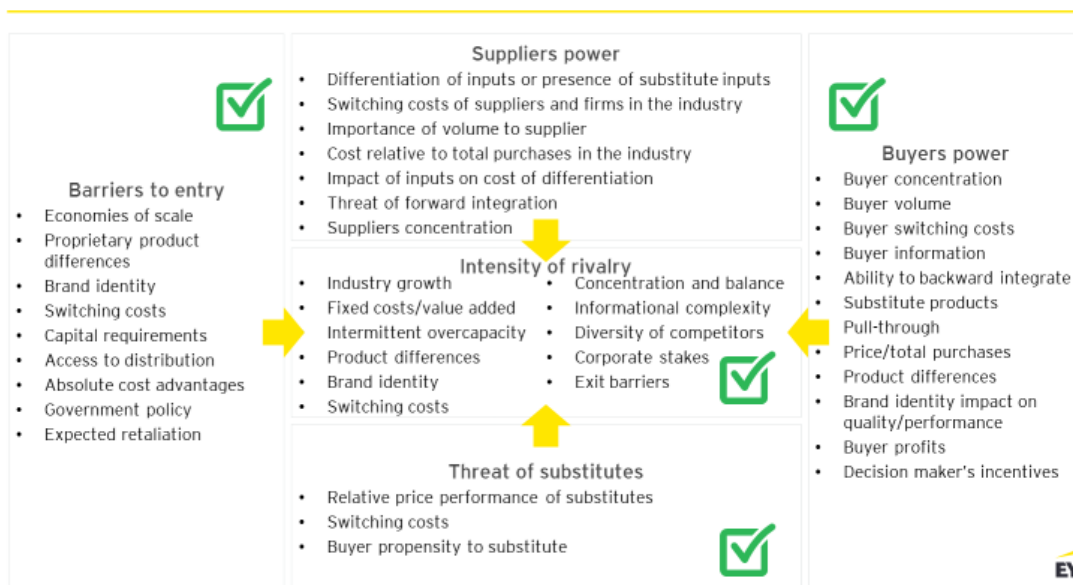 Suppliers power
• Differentiation of inputs or presence of substitute inputs
• Switching costs of suppliers and firms in the industry
• Importance of volume to supplier
• Cost relative to total purchases in the industry
• Impact of inputs on cost of differentiation
• Threat of forward integration
• Suppliers concentration
Barriers to entry
• Economies of scale
• Proprietary product
differences
• Brand identity
• Switching costs
• Capital requirements
• Access to distribution
• Absolute cost advantages
• Government policy
• Expected retaliation
Intensity of rivalry
• Industry growth
• Fixed costs/value added
• Intermittent overcapacity
• Product differences
• Brand identity
• Switching costs
• Concentration and balance
• Informational complexity
• Diversity of competitors
• Corporate stakes
• Exit barriers
Buyers power
• Buyer concentration
• Buyer volume
• Buyer switching costs
• Buyer information
• Ability to backward integrate
• Substitute products
• Pull-through
• Price/total purchases
• Product differences
• Brand identity impact on
quality/performance
• Buyer profits
• Decision maker's incentives
Threat of substitutes
• Relative price performance of substitutes
• Switching costs
• Buyer propensity to substitute
EY